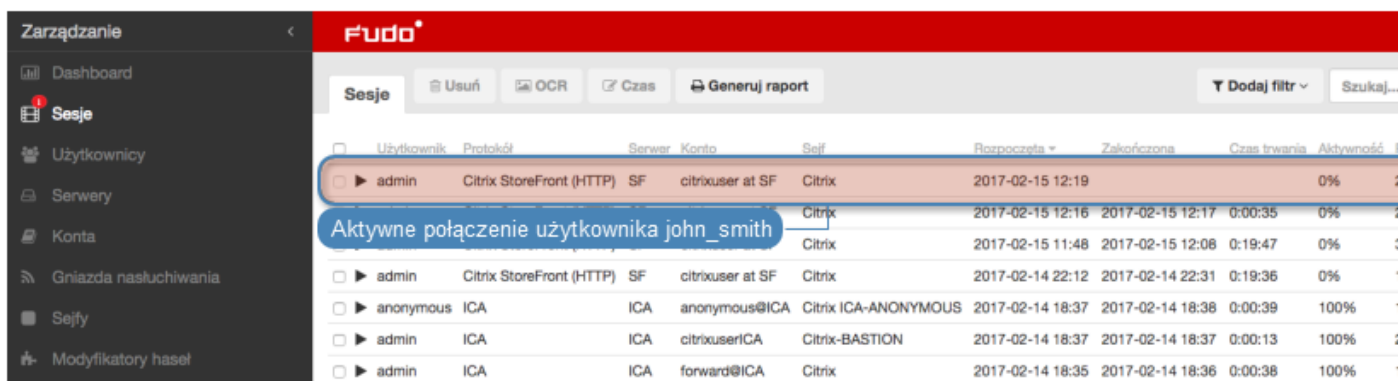 Zarządzanie
Fudo
Dashboard
Sesje
Użytkownicy
Serwery
Konta
Gniazda nasłuchiwania
Sejfy
Modyfikatory haseł
Sesje Usuń OCR Czas Generuj raport Dodaj filtr Szukaj...
Użytkownik Protokół Serwer Konto Sejf Rozpoczęta Zakończona Czas trwania Aktywność
admin Citrix StoreFront (HTTP) SF citrixuser at SF Citrix 2017-02-15 12:19 0%
Aktywne połączenie użytkownika john_smith
Citrix 2017-02-15 12:16 2017-02-15 12:17 0:00:35 0%
Citrix 2017-02-15 11:48 2017-02-15 12:08 0:19:47 0%
admin Citrix StoreFront (HTTP) SF citrixuser at SF Citrix 2017-02-14 22:12 2017-02-14 22:31 0:19:36 0%
anonymous ICA ICA anonymous@ICA Citrix ICA-ANONYMOUS 2017-02-14 18:37 2017-02-14 18:38 0:00:39 100%
admin ICA ICA citrixuserICA Citrix-BASTION 2017-02-14 18:37 2017-02-14 18:37 0:00:13 100%
admin ICA ICA forward@ICA Citrix 2017-02-14 18:35 2017-02-14 18:36 0:00:38 100%